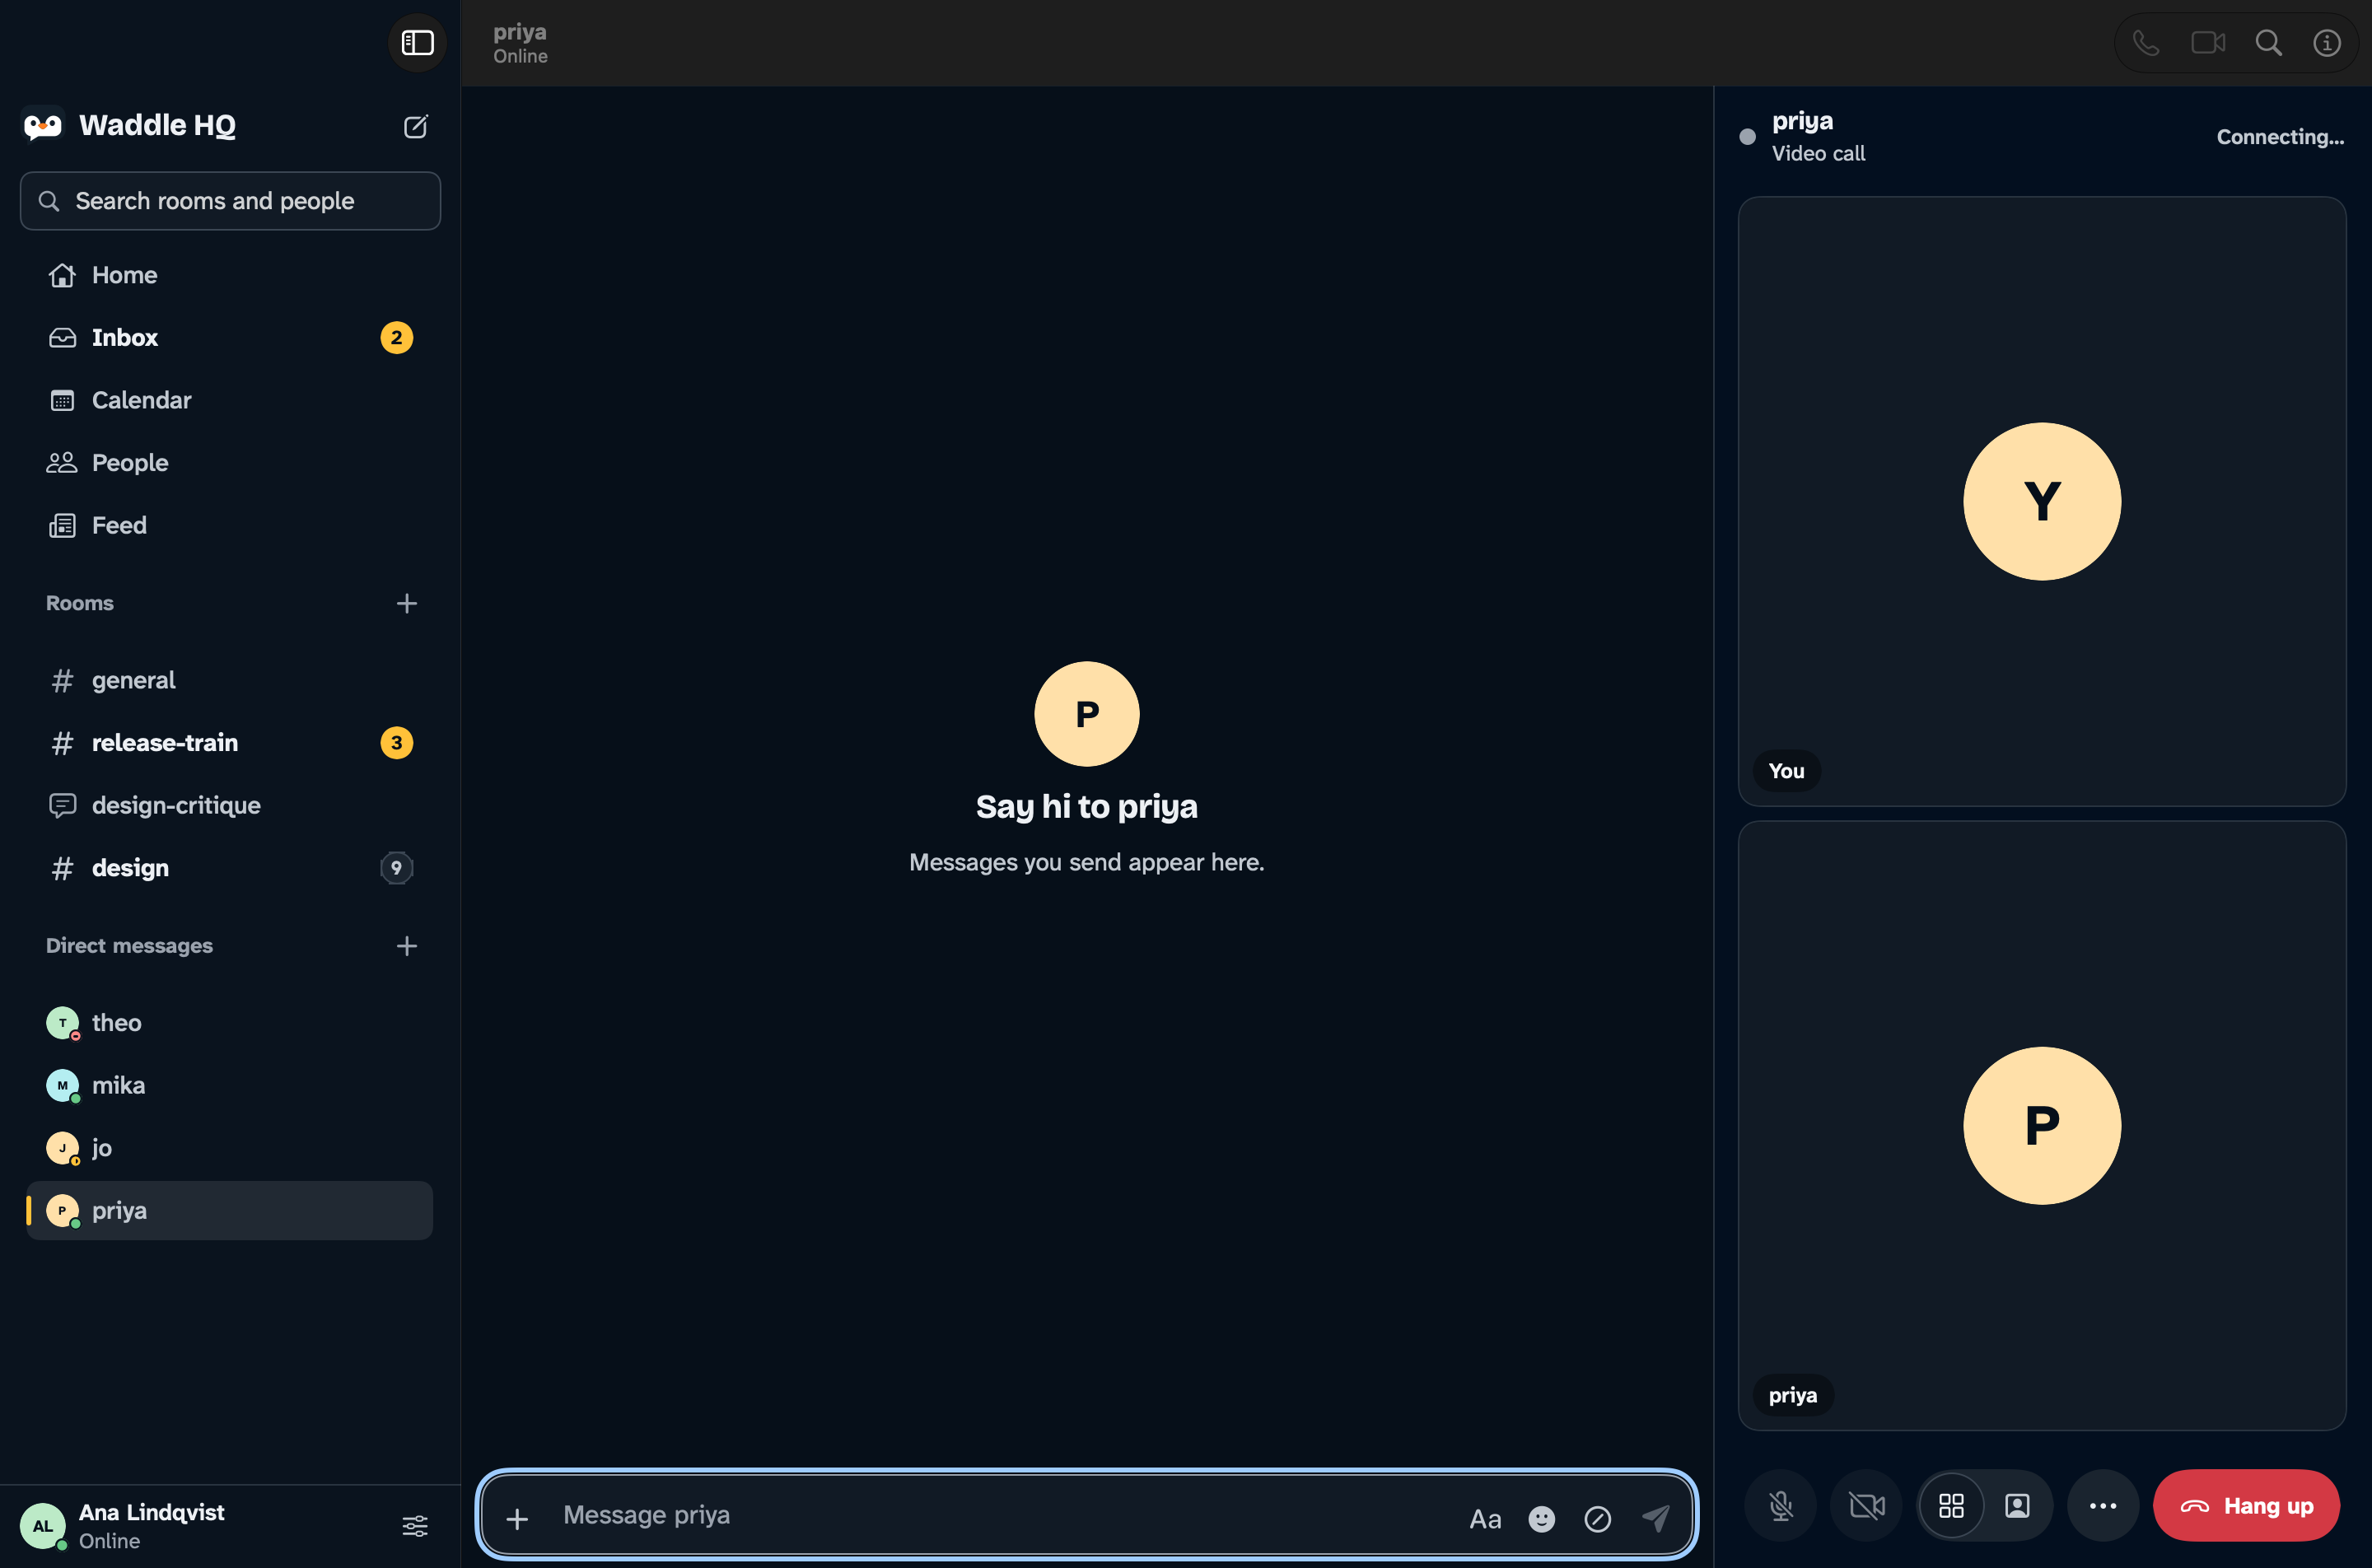 Waddle HQ
Search rooms and people
Home
Inbox 2
Calendar
People
Feed
Rooms
general
release-train 3
design-critique
design 9
Direct messages
T theo
M mika
J jo
P priya
AL Ana Lindqvist
Online
priya
Online
P
Say hi to priya
Messages you send appear here.
Message priya
Aa
priya
Video call
Connecting...
Y
You
P
priya
Hang up